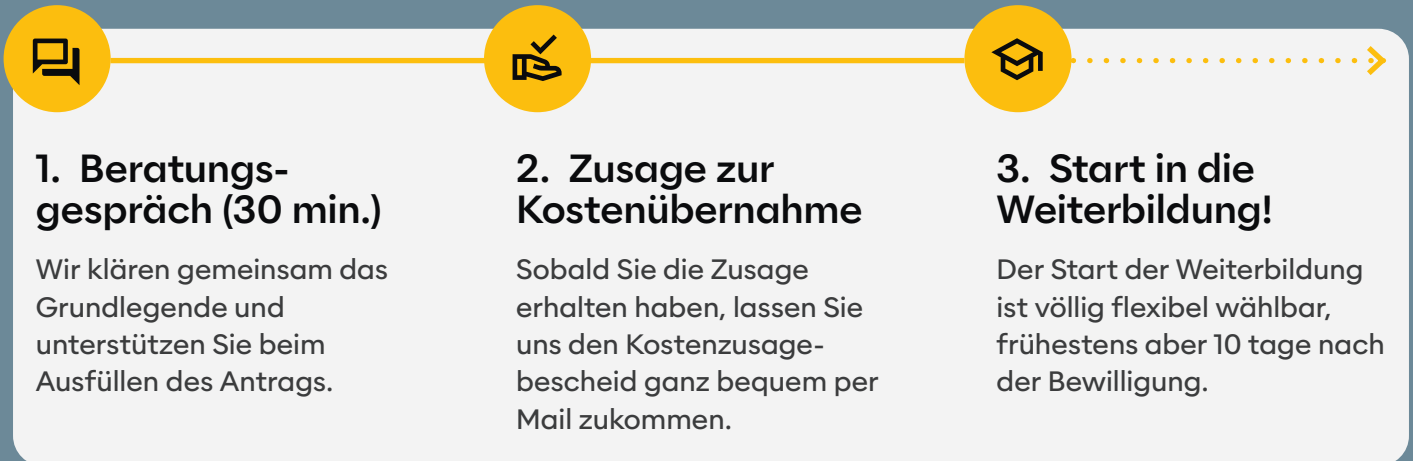 1. Beratungs-
gespräch (30 min.)
Wir klären gemeinsam das
Grundlegende und
unterstützen Sie beim
Ausfüllen des Antrags.
2. Zusage zur
Kostenübernahme
Sobald Sie die Zusage
erhalten haben, lassen Sie
uns den Kostenzusage-
bescheid ganz bequem per
Mail zukommen.
3. Start in die
Weiterbildung!
Der Start der Weiterbildung
ist völlig flexibel wählbar,
frühestens aber 10 tage nach
der Bewilligung.